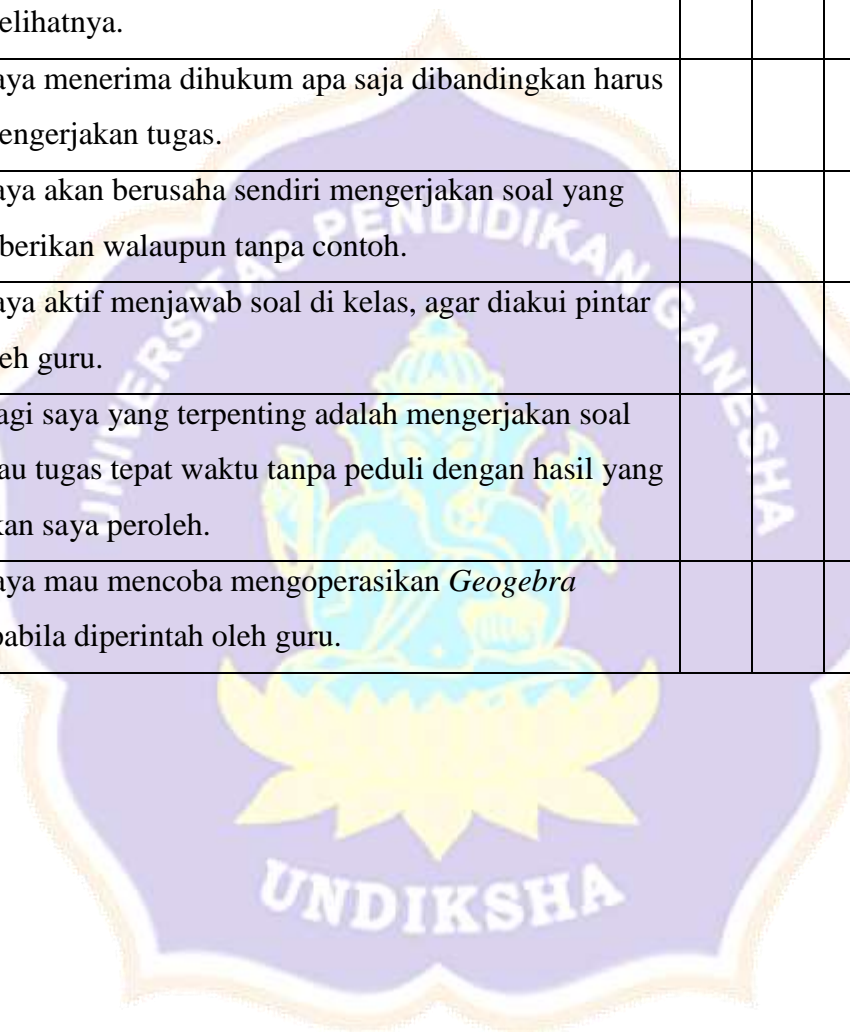 elihatnya.
aya menerima dihukum apa saja dibandingkan harus
engerjakan tugas.
aya akan berusaha sendiri mengerjakan soal yang
berikan walaupun tanpa contoh.
aya aktif menjawab soal di kelas, agar diakui pintar
eh guru.
agi saya yang terpenting adalah mengerjakan soal
au tugas tepat waktu tanpa peduli dengan hasil yang
kan saya peroleh.
aya mau mencoba mengoperasikan Geogebra
pabila diperintah oleh guru.
UNIVERSITAS PENDIDIKAN GANESHA
UNDIKSHA